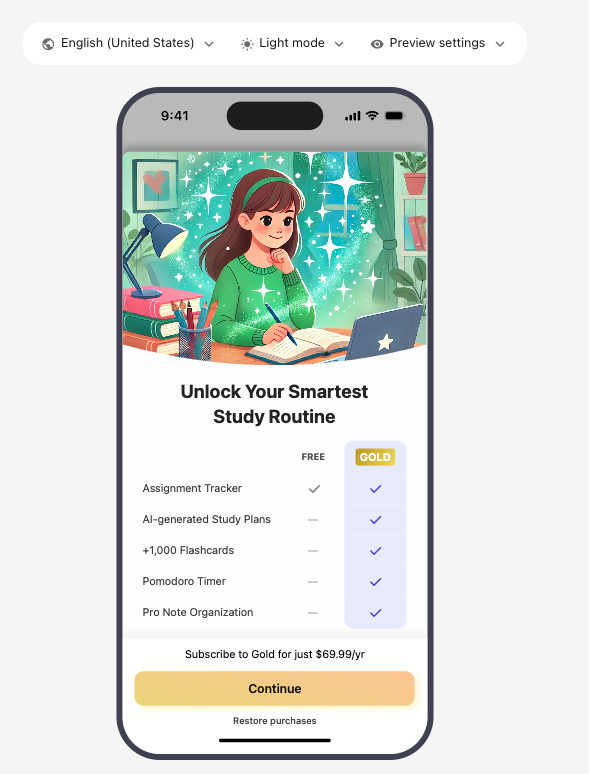 English (United States)
Light mode
Preview settings
9:41
Unlock Your Smartest
Study Routine
FREE GOLD
Assignment Tracker
AI-generated Study Plans
+1,000 Flashcards
Pomodoro Timer
Pro Note Organization
Subscribe to Gold for just $69.99/yr
Continue
Restore purchases